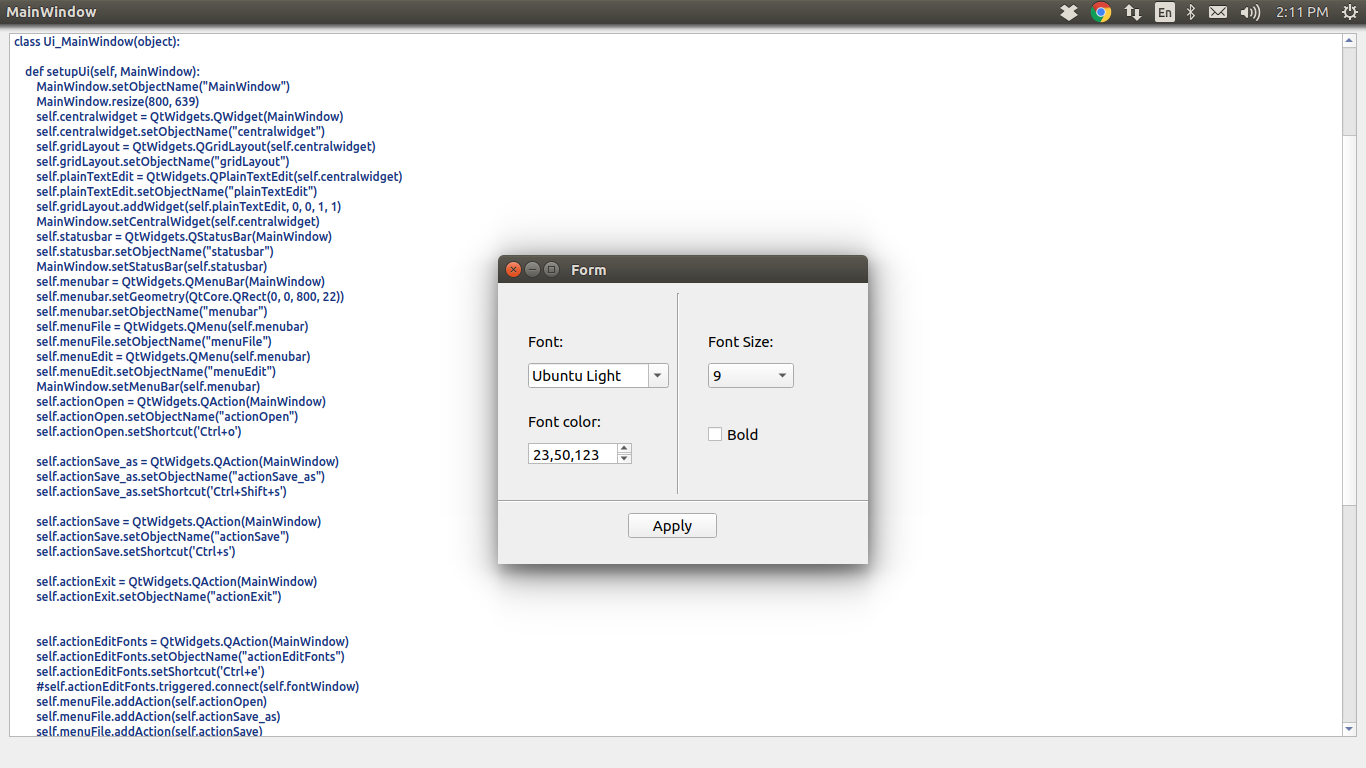 MainWindow
En
2:11 PM
class Ui_MainWindow(object):
def setupUi(self, MainWindow):
MainWindow.setObjectName("MainWindow")
MainWindow.resize(800, 639)
self.centralwidget = QtWidgets.QWidget(MainWindow)
self.centralwidget.setObjectName("centralwidget")
self.gridLayout = QtWidgets.QGridLayout(self.centralwidget)
self.gridLayout.setObjectName("gridLayout")
self.plainTextEdit = QtWidgets.QPlainTextEdit(self.centralwidget)
self.plainTextEdit.setObjectName("plainTextEdit")
self.gridLayout.addWidget(self.plainTextEdit, 0, 0, 1, 1)
MainWindow.setCentralWidget(self.centralwidget)
self.statusbar = QtWidgets.QStatusBar(MainWindow)
self.statusbar.setObjectName("statusbar")
MainWindow.setStatusBar(self.statusbar)
self.menubar = QtWidgets.QMenuBar(MainWindow)
self.menubar.setGeometry(QtCore.QRect(0, 0, 800, 22))
self.menubar.setObjectName("menubar")
self.menuFile = QtWidgets.QMenu(self.menubar)
self.menuFile.setObjectName("menuFile")
self.menuEdit = QtWidgets.QMenu(self.menubar)
self.menuEdit.setObjectName("menuEdit")
MainWindow.setMenuBar(self.menubar)
self.actionOpen = QtWidgets.QAction(MainWindow)
self.actionOpen.setObjectName("actionOpen")
self.actionOpen.setShortcut('Ctrl+o')
self.actionSave_as = QtWidgets.QAction(MainWindow)
self.actionSave_as.setObjectName("actionSave_as")
self.actionSave_as.setShortcut('Ctrl+Shift+s')
self.actionSave = QtWidgets.QAction(MainWindow)
self.actionSave.setObjectName("actionSave")
self.actionSave.setShortcut('Ctrl+s')
self.actionExit = QtWidgets.QAction(MainWindow)
self.actionExit.setObjectName("actionExit")
self.actionEditFonts = QtWidgets.QAction(MainWindow)
self.actionEditFonts.setObjectName("actionEditFonts")
self.actionEditFonts.setShortcut('Ctrl+e')
#self.actionEditFonts.triggered.connect(self.fontWindow)
self.menuFile.addAction(self.actionOpen)
self.menuFile.addAction(self.actionSave_as)
self.menuFile.addAction(self.actionSave)
Form
Font:
Ubuntu Light
Font color:
23,50,123
Font Size:
9
Bold
Apply